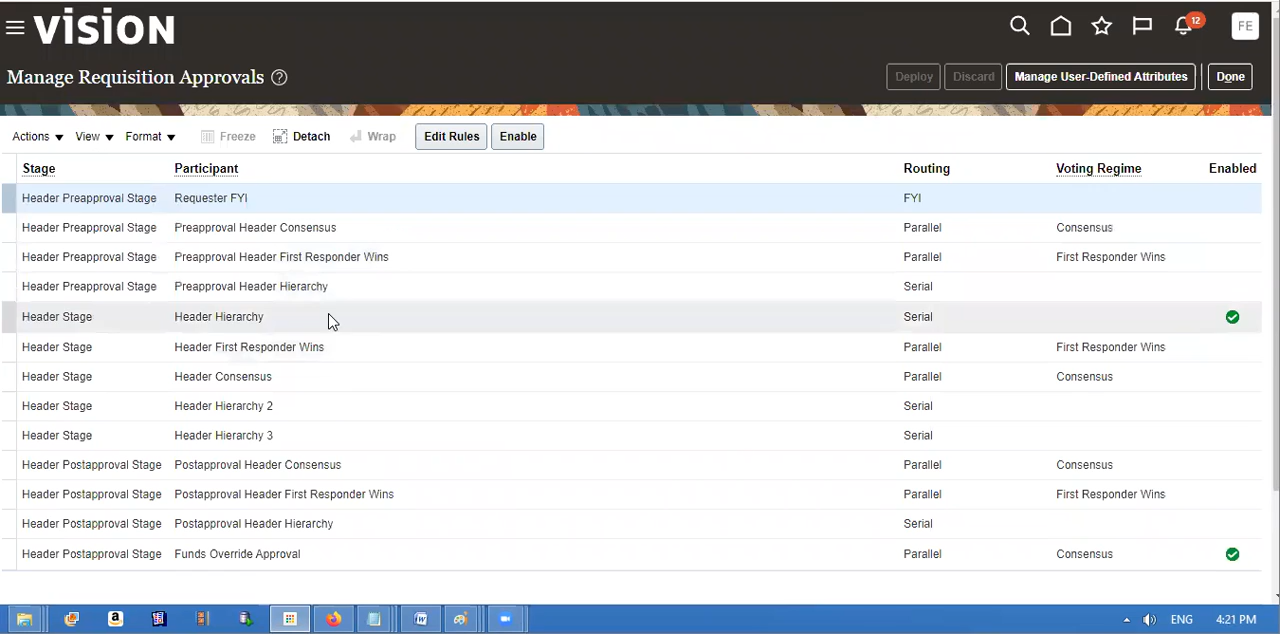 vision
12
FE
Manage Requisition Approvals ?
Deploy Discard Manage User-Defined Attributes Done
Actions View Format Freeze Detach Wrap Edit Rules Enable
Stage Participant Routing Voting Regime Enabled
Header Preapproval Stage Requester FYI FYI
Header Preapproval Stage Preapproval Header Consensus Parallel Consensus
Header Preapproval Stage Preapproval Header First Responder Wins Parallel First Responder Wins
Header Preapproval Stage Preapproval Header Hierarchy Serial
Header Stage Header Hierarchy Serial
Header Stage Header First Responder Wins Parallel First Responder Wins
Header Stage Header Consensus Parallel Consensus
Header Stage Header Hierarchy 2 Serial
Header Stage Header Hierarchy 3 Serial
Header Postapproval Stage Postapproval Header Consensus Parallel Consensus
Header Postapproval Stage Postapproval Header First Responder Wins Parallel First Responder Wins
Header Postapproval Stage Postapproval Header Hierarchy Serial
Header Postapproval Stage Funds Override Approval Parallel Consensus
ENG 4:21 PM